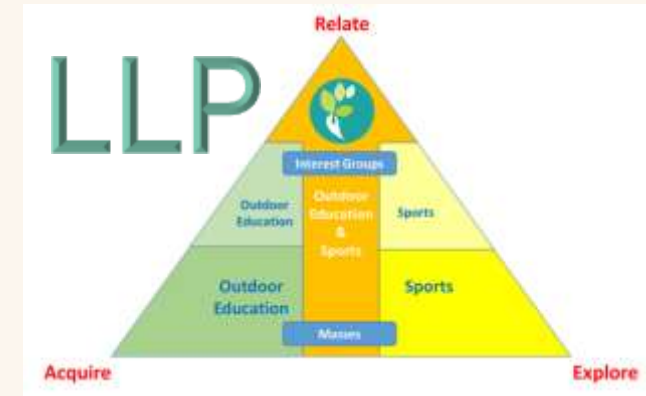 Relate
LLP
Interest Groups
Outdoor
Education
Outdoor
Education
&
Sports
Sports
Outdoor
Education
Sports
Masses
Acquire
Explore